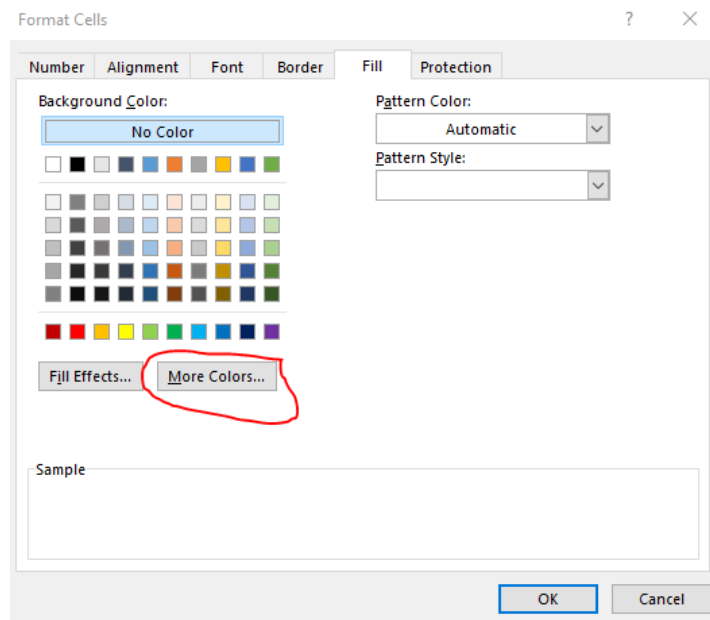 Format Cells ? ×
Number Alignment Font Border Fill Protection
Background Color:
No Color
Pattern Color:
Automatic
Pattern Style:
Fill Effects... More Colors...
Sample
OK Cancel